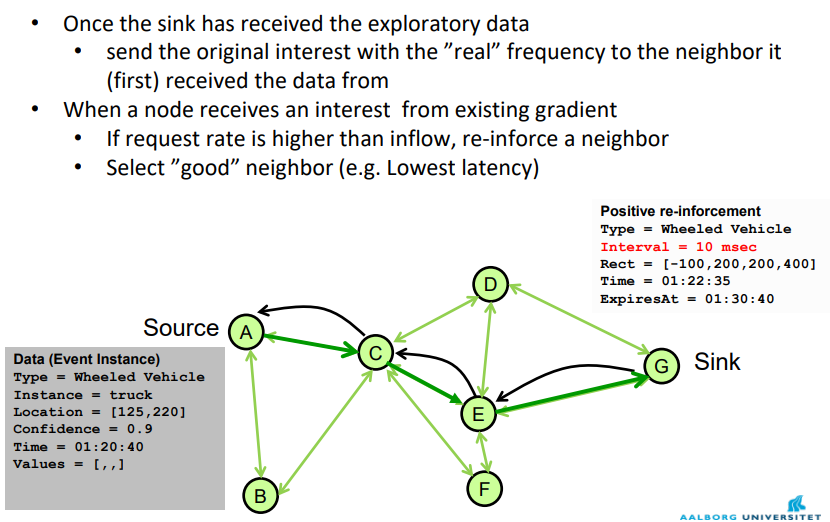 • Once the sink has received the exploratory data
• send the original interest with the ”real” frequency to the neighbor it
(first) received the data from
• When a node receives an interest from existing gradient
• If request rate is higher than inflow, re-inforce a neighbor
• Select ”good” neighbor (e.g. Lowest latency)
Positive re-inforcement
Type = Wheeled Vehicle
Interval = 10 msec
Rect = [-100,200,200,400]
Time = 01:22:35
ExpiresAt = 01:30:40
D
Source
A
C
G
Sink
Data (Event Instance)
Type = Wheeled Vehicle
Instance = truck
Location = [125,220]
Confidence = 0.9
Time = 01:20:40
Values = [,,]
E
B
F
AALBORG UNIVERSITET